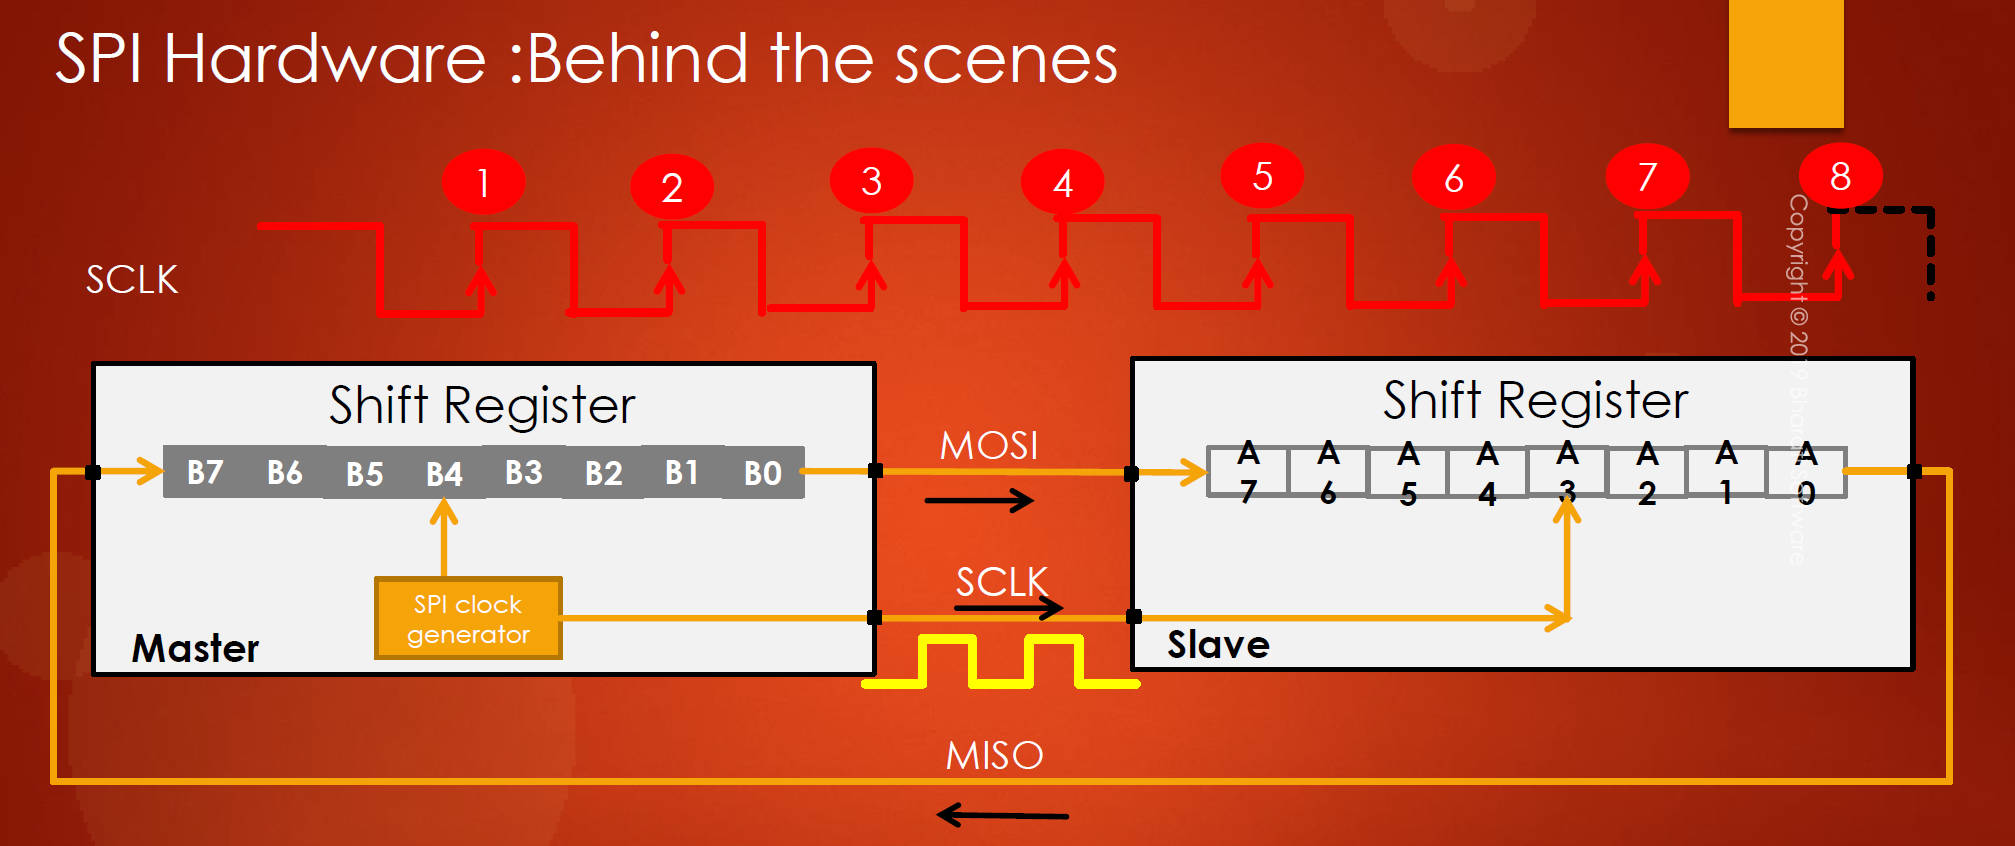 SPI Hardware :Behind the scenes
1 2 3 4 5 6 7 8
SCLK
Shift Register
B7 B6 B5 B4 B3 B2 B1 B0
SPI clock
generator
Master
MOSI
SCLK
MISO
Shift Register
A A A A A A A A
7 6 5 4 3 2 1 0
Slave
Copyright © 2019